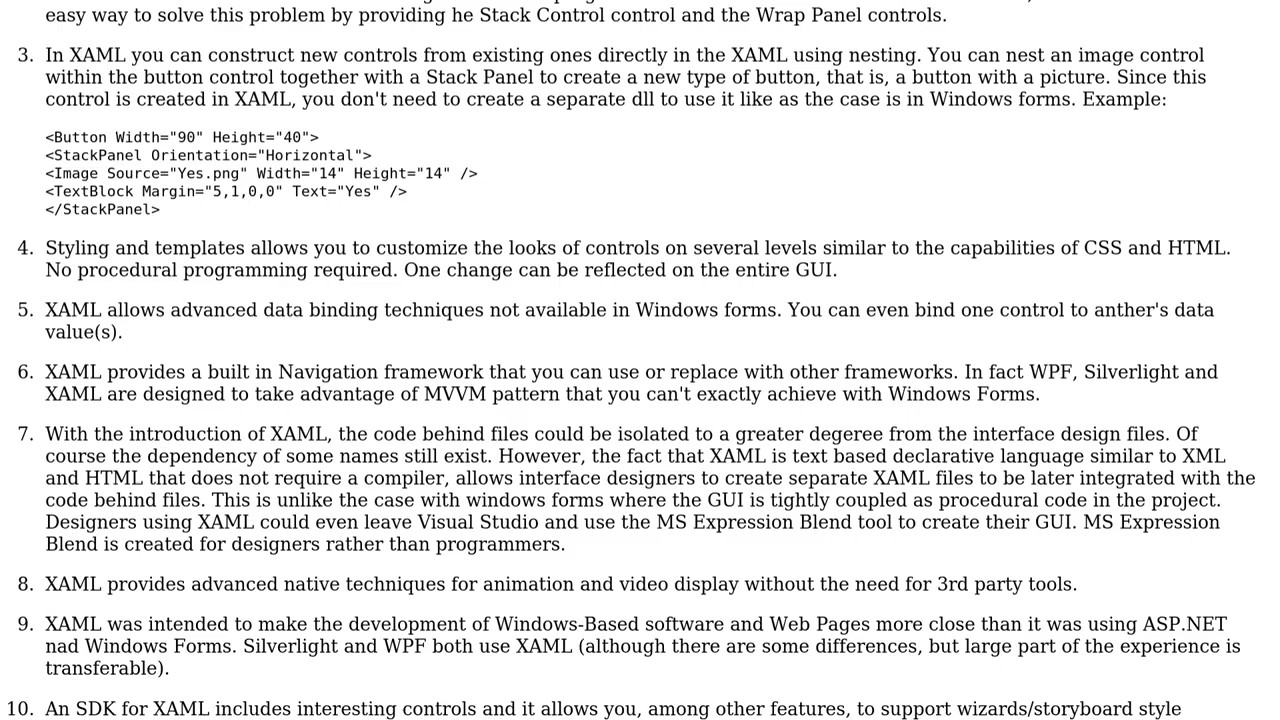 easy way to solve this problem by providing he Stack Control control and the Wrap Panel controls.
3. In XAML you can construct new controls from existing ones directly in the XAML using nesting. You can nest an image control
within the button control together with a Stack Panel to create a new type of button, that is, a button with a picture. Since this
control is created in XAML, you don't need to create a separate dll to use it like as the case is in Windows forms. Example:
<Button Width="90" Height="40">
<StackPanel Orientation="Horizontal">
<Image Source="Yes.png" Width="14" Height="14" />
<TextBlock Margin="5,1,0,0" Text="Yes" />
</StackPanel>
4. Styling and templates allows you to customize the looks of controls on several levels similar to the capabilities of CSS and HTML.
No procedural programming required. One change can be reflected on the entire GUI.
5. XAML allows advanced data binding techniques not available in Windows forms. You can even bind one control to anther's data
value(s).
6. XAML provides a built in Navigation framework that you can use or replace with other frameworks. In fact WPF, Silverlight and
XAML are designed to take advantage of MVVM pattern that you can't exactly achieve with Windows Forms.
7. With the introduction of XAML, the code behind files could be isolated to a greater degeree from the interface design files. Of
course the dependency of some names still exist. However, the fact that XAML is text based declarative language similar to XML
and HTML that does not require a compiler, allows interface designers to create separate XAML files to be later integrated with the
code behind files. This is unlike the case with windows forms where the GUI is tightly coupled as procedural code in the project.
Designers using XAML could even leave Visual Studio and use the MS Expression Blend tool to create their GUI. MS Expression
Blend is created for designers rather than programmers.
8. XAML provides advanced native techniques for animation and video display without the need for 3rd party tools.
9. XAML was intended to make the development of Windows-Based software and Web Pages more close than it was using ASP.NET
nad Windows Forms. Silverlight and WPF both use XAML (although there are some differences, but large part of the experience is
transferable).
10. An SDK for XAML includes interesting controls and it allows you, among other features, to support wizards/storyboard style